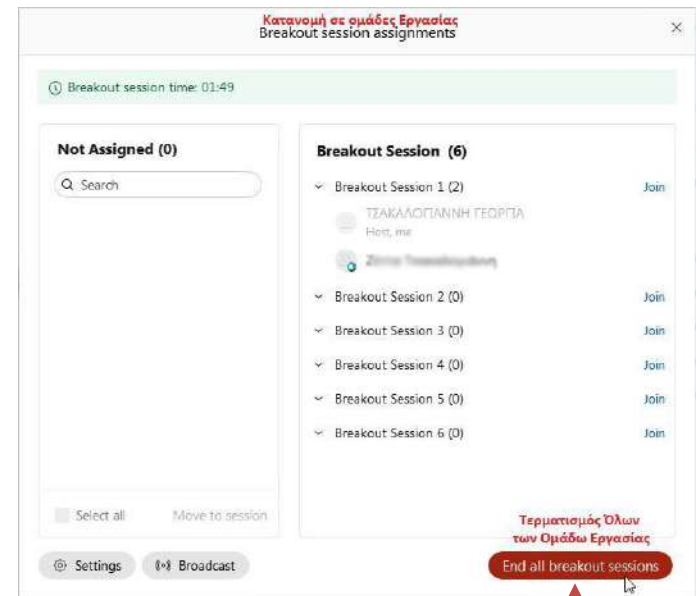 Κατανομή σε ομάδες Εργασίας
Breakout session assignments
Breakout session time: 01:49
Not Assigned (0)
Search
Select all Move to session
Breakout Session (6)
Breakout Session 1 (2) Join
ΤΣΑΚΑΛΟΓΙΑΝΝΗ ΓΕΩΡΓΙΑ
Host, me
Breakout Session 2 (0) Join
Breakout Session 3 (0) Join
Breakout Session 4 (0) Join
Breakout Session 5 (0) Join
Breakout Session 6 (0) Join
Τερματισμός Όλων
των Ομάδω Εργασίας
Settings Broadcast End all breakout sessions